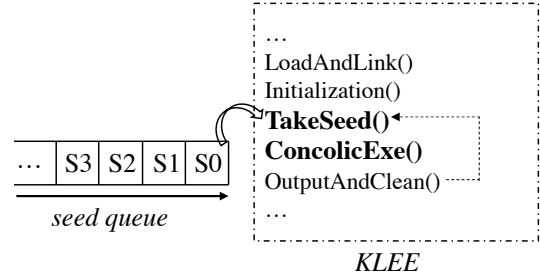 …
LoadAndLink()
Initialization()
TakeSeed()
ConcolicExe()
OutputAndClean()
…
… S3 S2 S1 S0
seed queue
KLEE